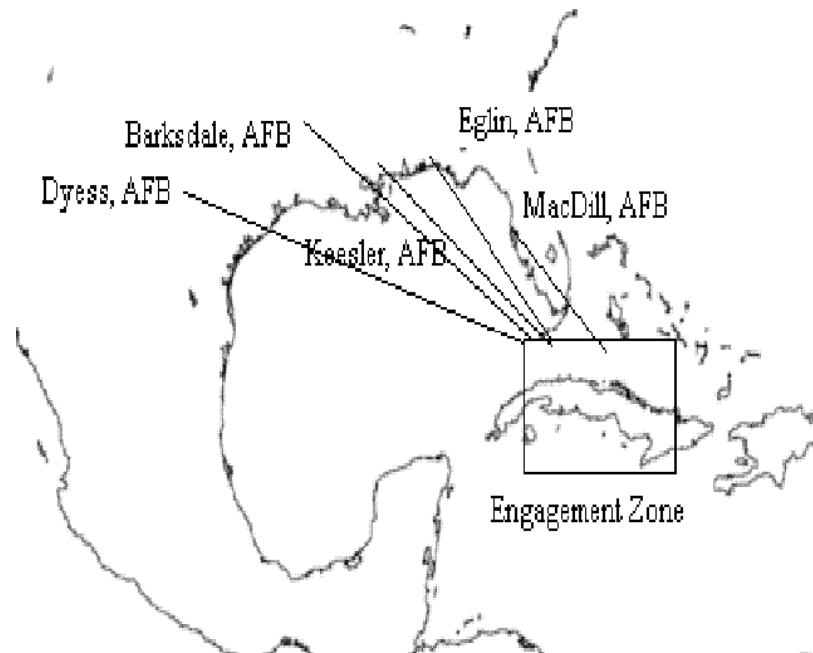 Eglin, AFB
Barksdale, AFB
Dyess, AFB
MacDill, AFB
Keesler, AFB
Engagement Zone